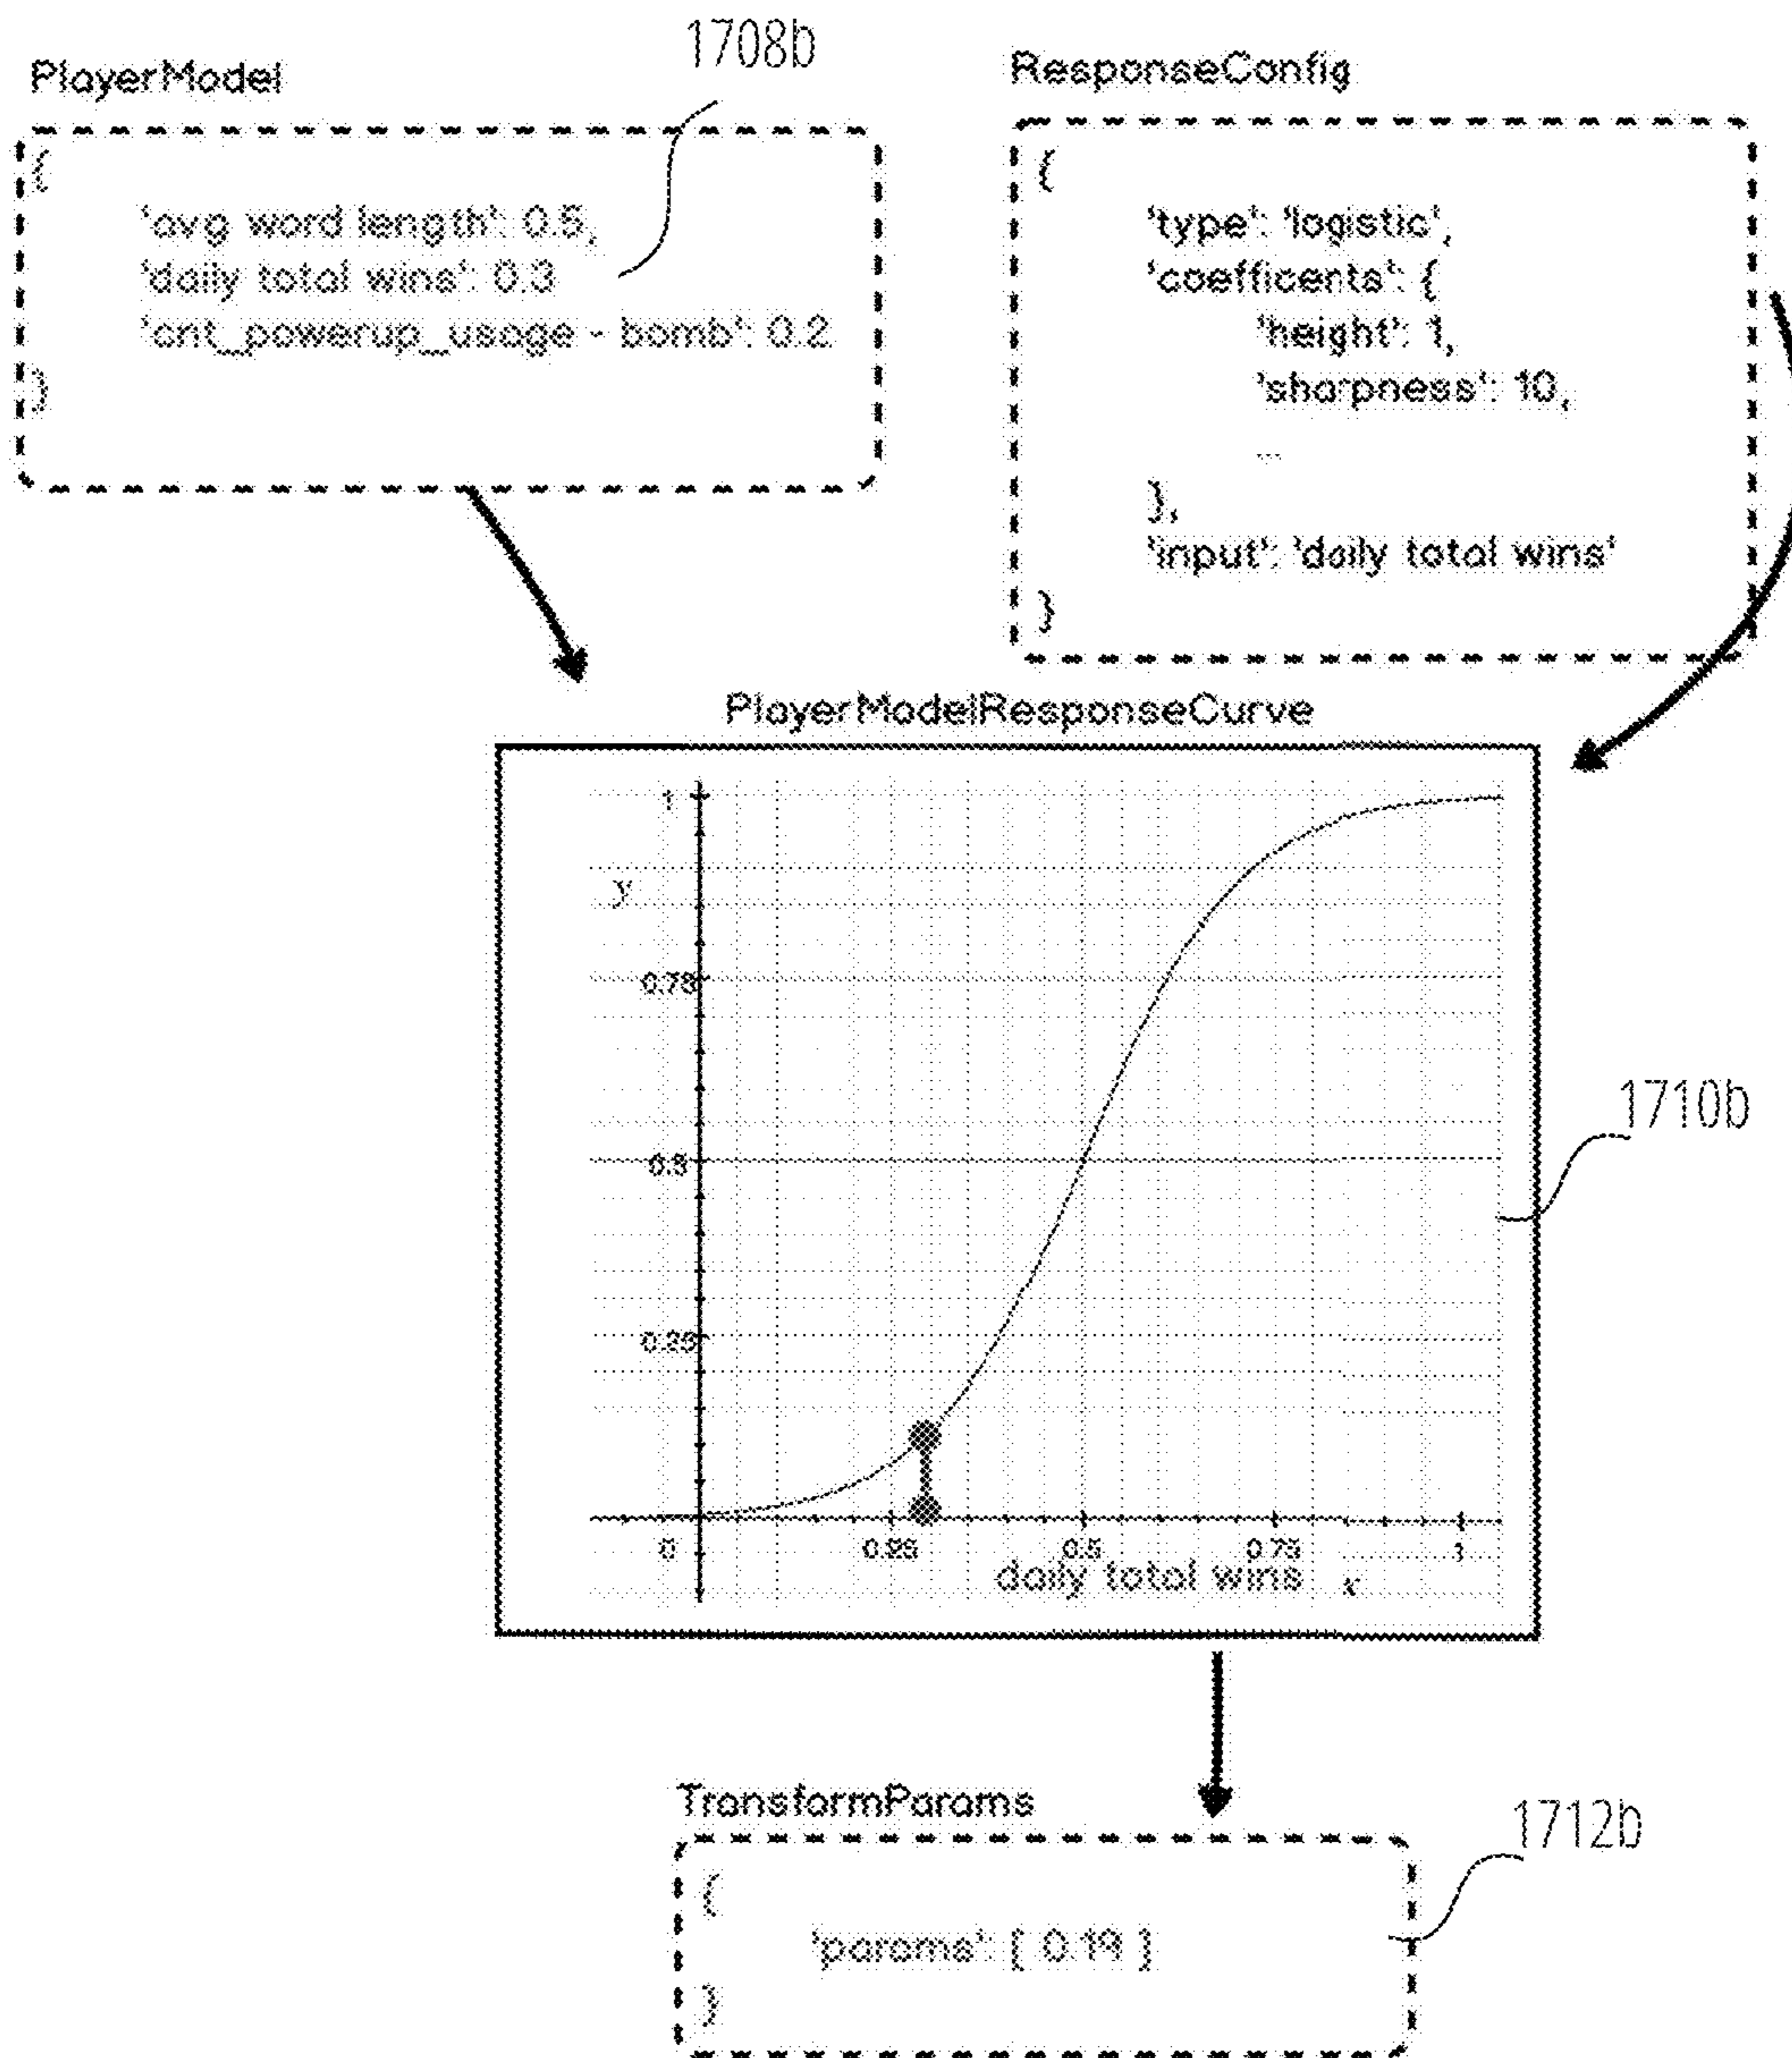 1708b
PlayerModel
{
'avg word length': 0.5,
'daily total wins': 0.3
'cnt_powerup_usage - bomb': 0.2
}
ResponseConfig
{
'type': 'logistic',
'coefficents': {
'height': 1,
'sharpness': 10,
...
},
'input': 'daily total wins'
}
PlayerModelResponseCurve
1
y
0.75
0.5
0.25
0
0.25
0.5
0.75
1
daily total wins x
1710b
TransformParams
1712b
{
'params': [ 0.19 ]
}